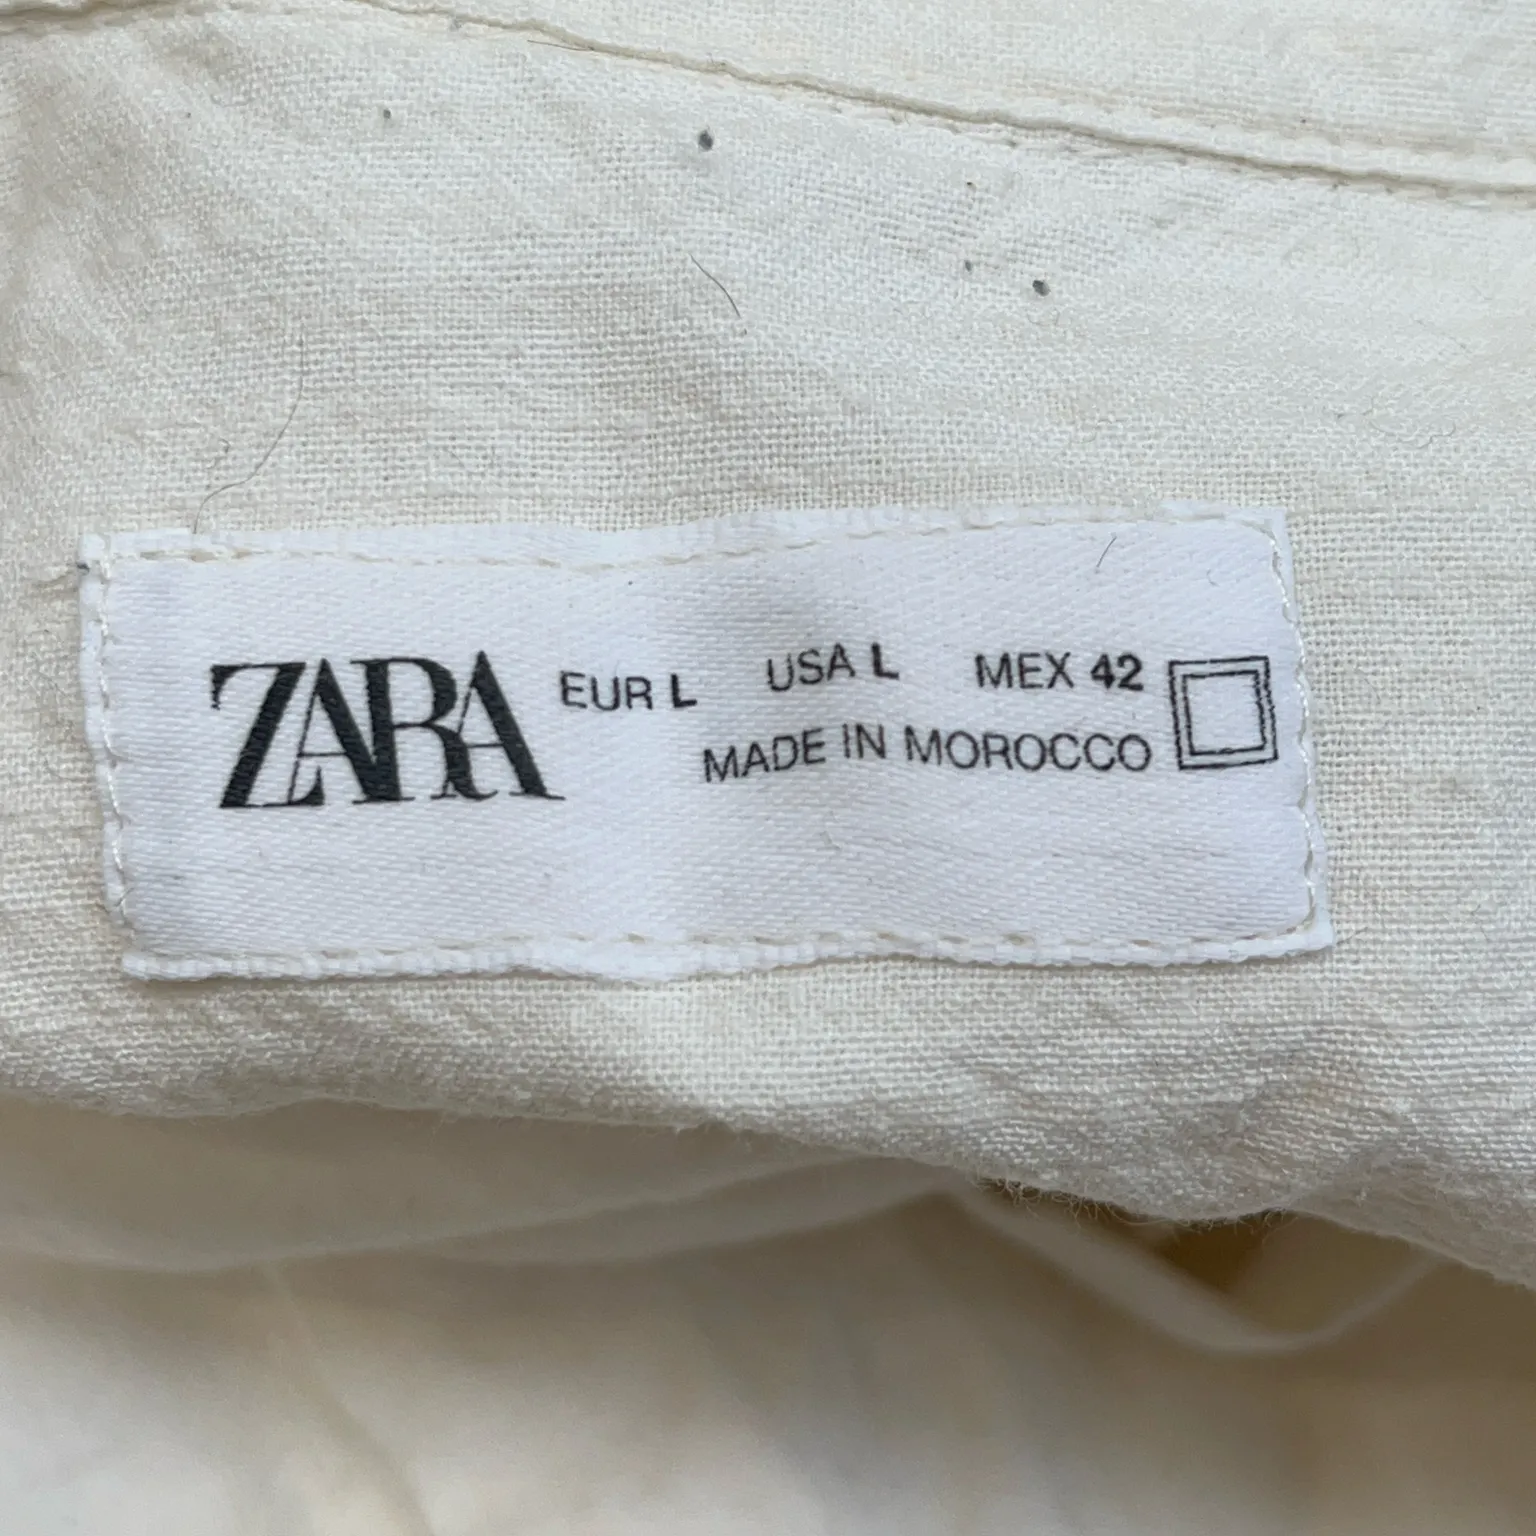 ZARA EUR L USA L MEX 42
MADE IN MOROCCO